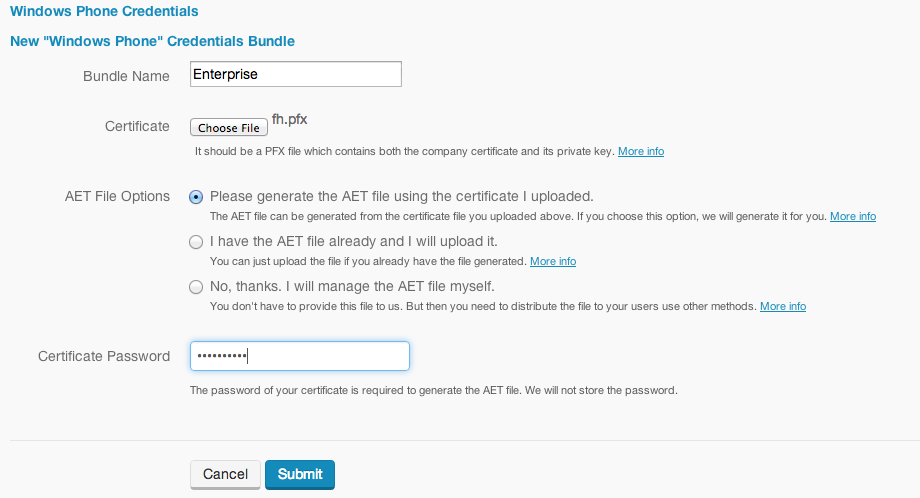 Windows Phone Credentials
New "Windows Phone" Credentials Bundle
Bundle Name Enterprise
Certificate Choose File fh.pfx
It should be a PFX file which contains both the company certificate and its private key. More info
AET File Options Please generate the AET file using the certificate I uploaded.
The AET file can be generated from the certificate file you uploaded above. If you choose this option, we will generate it for you. More info
I have the AET file already and I will upload it.
You can just upload the file if you already have the file generated. More info
No, thanks. I will manage the AET file myself.
You don't have to provide this file to us. But then you need to distribute the file to your users use other methods. More info
Certificate Password ••••••••••
The password of your certificate is required to generate the AET file. We will not store the password.
Cancel Submit